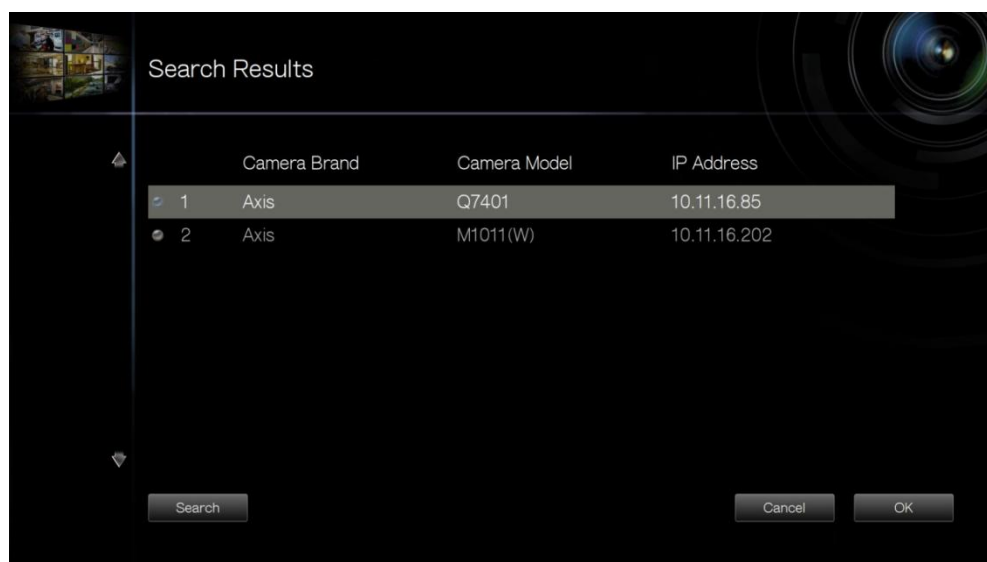 Search Results
Camera Brand Camera Model IP Address
1 Axis Q7401 10.11.16.85
2 Axis M1011(W) 10.11.16.202
Search Cancel OK